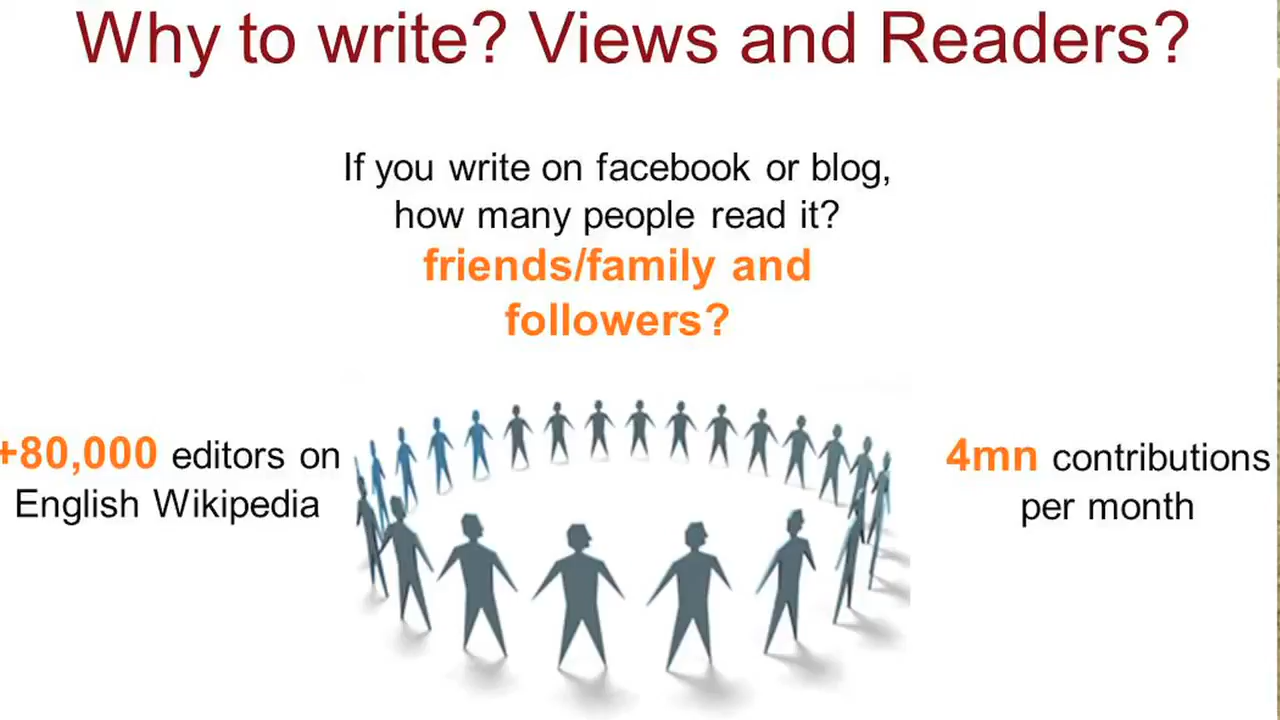 Why to write? Views and Readers?
If you write on facebook or blog,
how many people read it?
friends/family and
followers?
+80,000 editors on
English Wikipedia
4mn contributions
per month